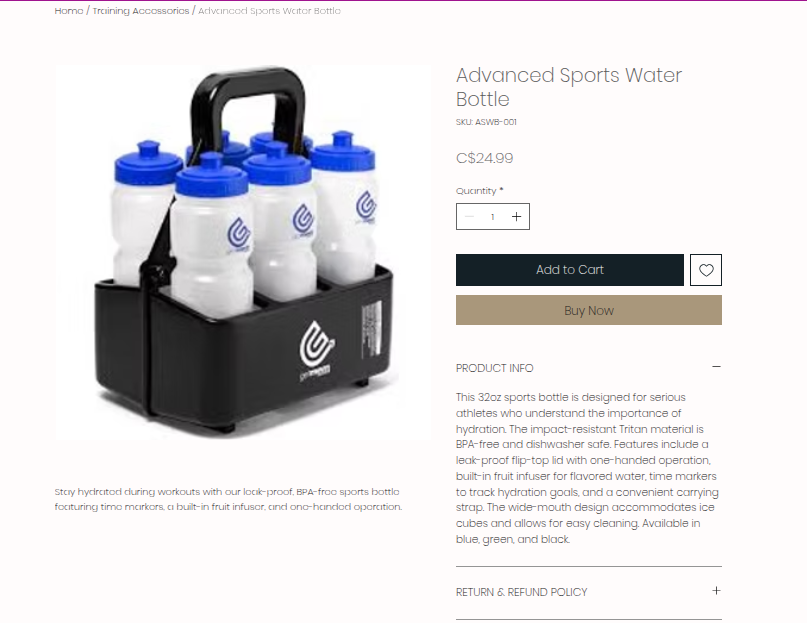 Home / Training Accessories / Advanced Sports Water Bottle
Advanced Sports Water
Bottle
SKU: ASWB-001
C$24.99
Quantity *
1
Add to Cart
Buy Now
PRODUCT INFO
This 32oz sports bottle is designed for serious
athletes who understand the importance of
hydration. The impact-resistant Tritan material is
BPA-free and dishwasher safe. Features include a
leak-proof flip-top lid with one-handed operation,
built-in fruit infuser for flavored water, time markers
to track hydration goals, and a convenient carrying
strap. The wide-mouth design accommodates ice
cubes and allows for easy cleaning. Available in
blue, green, and black.
RETURN & REFUND POLICY
Stay hydrated during workouts with our leak-proof, BPA-free sports bottle
featuring time markers, a built-in fruit infuser, and one-handed operation.